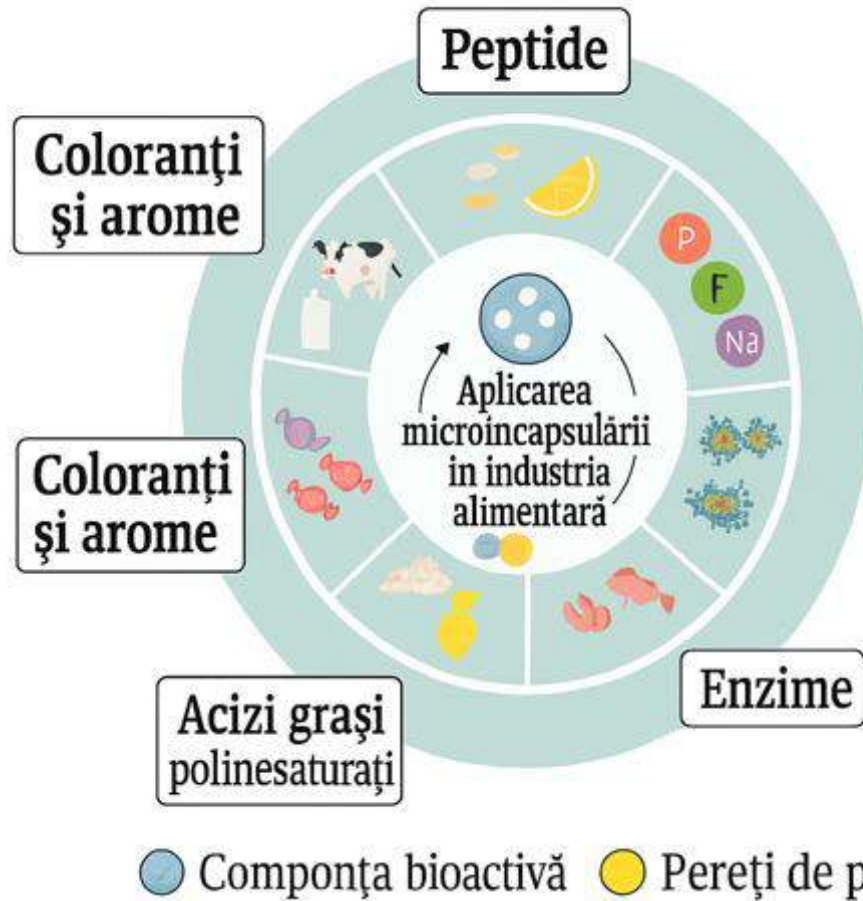 Peptide
Coloranţi
şi arome
P
F
Na
Aplicarea
microincapsulării
in industria
alimentară
Coloranţi
şi arome
Enzime
Acizi graşi
polinesaturați
Componţa bioactivă
Pereţi de p